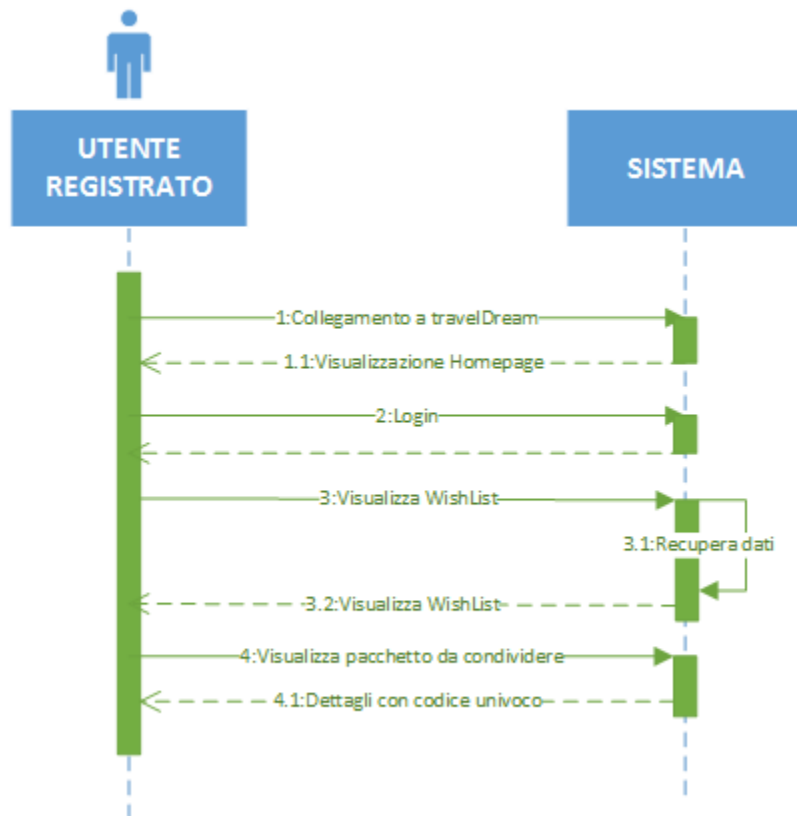 UTENTE
REGISTRATO
SISTEMA
1:Collegamento a travelDream
1.1:Visualizzazione Homepage
2:Login
3:Visualizza WishList
3.1:Recupera dati
3.2:Visualizza WishList
4:Visualizza pacchetto da condividere
4.1:Dettagli con codice univoco